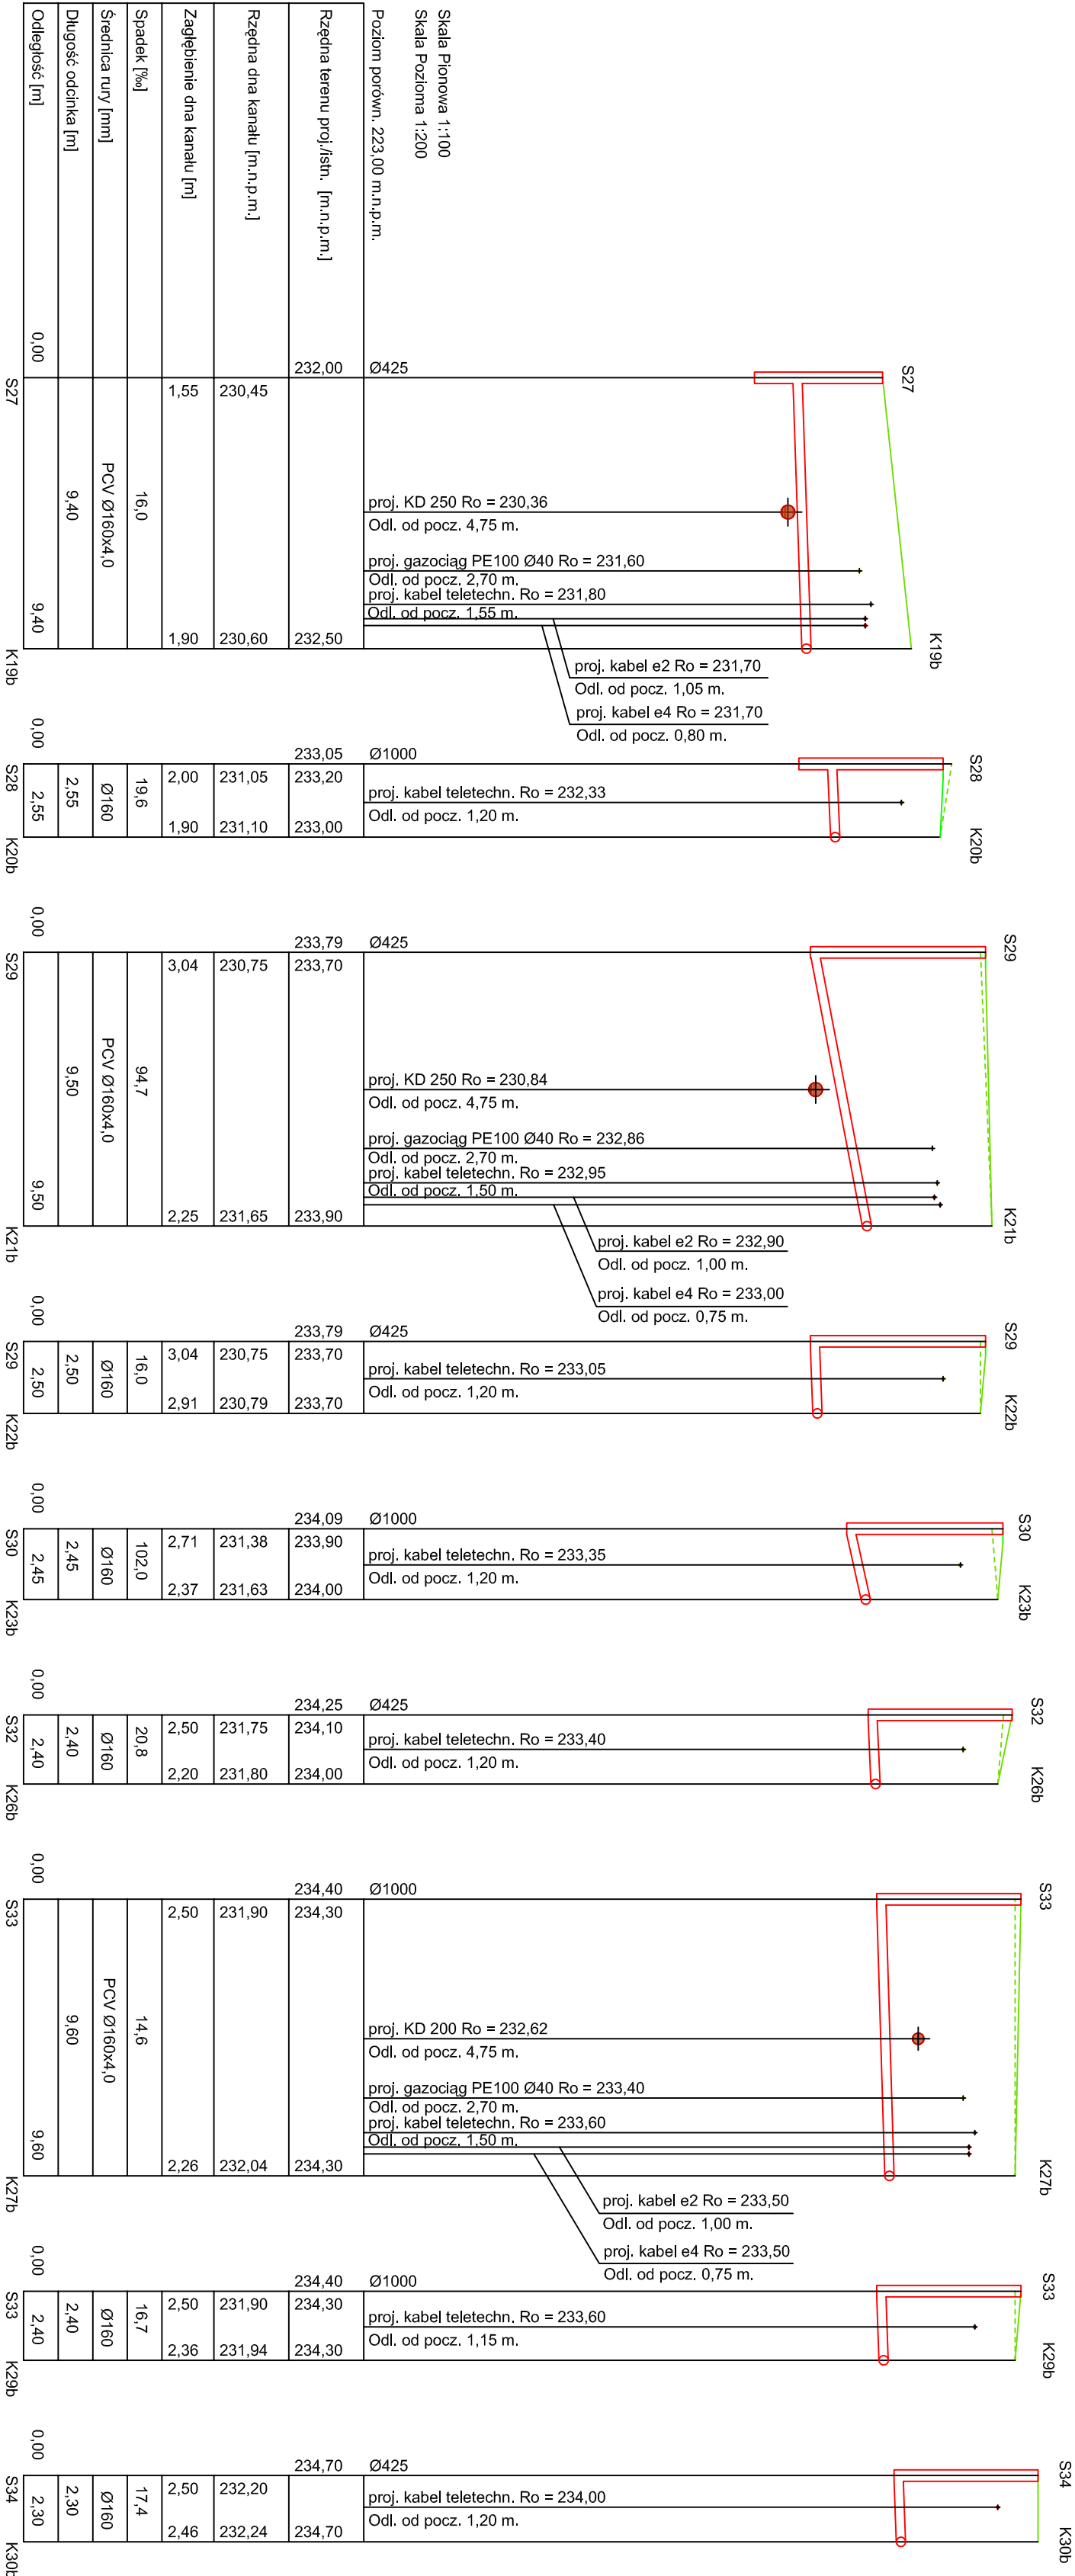 Skala Pionowa 1:100
Skala Pozioma 1:200
Poziom porówn. 223,00 m.n.p.m.
Rzędna terenu proj./istn. [m.n.p.m.]
Rzędna dna kanału [m.n.p.m.]
Zagłębienie dna kanału [m]
Spadek [‰]
Średnica rury [mm]
Długość odcinka [m]
Odległość [m]
S27
K19b
Ø425
232,00
232,50
230,45
230,60
1,55
1,90
16,0
PCV Ø160x4,0
9,40
0,00
9,40
S27
K19b
proj. KD 250 Ro = 230,36
Odl. od pocz. 4,75 m.
proj. gazociąg PE100 Ø40 Ro = 231,60
Odl. od pocz. 2,70 m.
proj. kabel teletechn. Ro = 231,80
Odl. od pocz. 1,55 m.
proj. kabel e2 Ro = 231,70
Odl. od pocz. 1,05 m.
proj. kabel e4 Ro = 231,70
Odl. od pocz. 0,80 m.
S28
K20b
Ø1000
233,05
233,20
233,00
231,05
231,10
2,00
1,90
19,6
Ø160
2,55
0,00
2,55
S28
K20b
proj. kabel teletechn. Ro = 232,33
Odl. od pocz. 1,20 m.
S29
K21b
Ø425
233,79
233,70
233,90
230,75
231,65
3,04
2,25
94,7
PCV Ø160x4,0
9,50
0,00
9,50
S29
K21b
proj. KD 250 Ro = 230,84
Odl. od pocz. 4,75 m.
proj. gazociąg PE100 Ø40 Ro = 232,86
Odl. od pocz. 2,70 m.
proj. kabel teletechn. Ro = 232,95
Odl. od pocz. 1,50 m.
proj. kabel e2 Ro = 232,90
Odl. od pocz. 1,00 m.
proj. kabel e4 Ro = 233,00
Odl. od pocz. 0,75 m.
S29
K22b
Ø425
233,79
233,70
233,70
230,75
230,79
3,04
2,91
16,0
Ø160
2,50
0,00
2,50
S29
K22b
proj. kabel teletechn. Ro = 233,05
Odl. od pocz. 1,20 m.
S30
K23b
Ø1000
234,09
233,90
234,00
231,38
231,63
2,71
2,37
102,0
Ø160
2,45
0,00
2,45
S30
K23b
proj. kabel teletechn. Ro = 233,35
Odl. od pocz. 1,20 m.
S32
K26b
Ø425
234,25
234,10
234,00
231,75
231,80
2,50
2,20
20,8
Ø160
2,40
0,00
2,40
S32
K26b
proj. kabel teletechn. Ro = 233,40
Odl. od pocz. 1,20 m.
S33
K27b
Ø1000
234,40
234,30
234,30
231,90
232,04
2,50
2,26
14,6
PCV Ø160x4,0
9,60
0,00
9,60
S33
K27b
proj. KD 200 Ro = 232,62
Odl. od pocz. 4,75 m.
proj. gazociąg PE100 Ø40 Ro = 233,40
Odl. od pocz. 2,70 m.
proj. kabel teletechn. Ro = 233,60
Odl. od pocz. 1,50 m.
proj. kabel e2 Ro = 233,50
Odl. od pocz. 1,00 m.
proj. kabel e4 Ro = 233,50
Odl. od pocz. 0,75 m.
S33
K29b
Ø1000
234,40
234,30
234,30
231,90
231,94
2,50
2,36
16,7
Ø160
2,40
0,00
2,40
S33
K29b
proj. kabel teletechn. Ro = 233,60
Odl. od pocz. 1,15 m.
S34
K30b
Ø425
234,70
234,70
232,20
232,24
2,50
2,46
17,4
Ø160
2,30
0,00
2,30
S34
K30b
proj. kabel teletechn. Ro = 234,00
Odl. od pocz. 1,20 m.